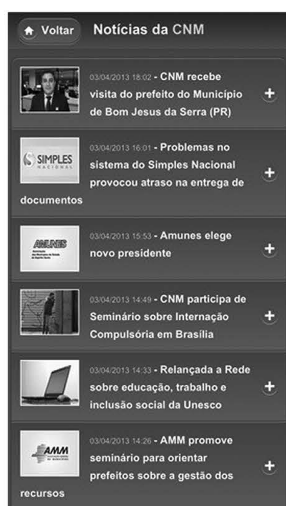 Voltar Notícias da CNM
03/04/2013 18:02 - CNM recebe
visita do prefeito do Município
de Bom Jesus da Serra (PR)
SIMPLES
NACIONAL
03/04/2013 16:01 - Problemas no
sistema do Simples Nacional
provocou atraso na entrega de
documentos
AMUNES
03/04/2013 15:53 - Amunes elege
novo presidente
03/04/2013 14:49 - CNM participa de
Seminário sobre Internação
Compulsória em Brasília
03/04/2013 14:33 - Relançada a Rede
sobre educação, trabalho e
inclusão social da Unesco
AMM
03/04/2013 14:26 - AMM promove
seminário para orientar
prefeitos sobre a gestão dos
recursos